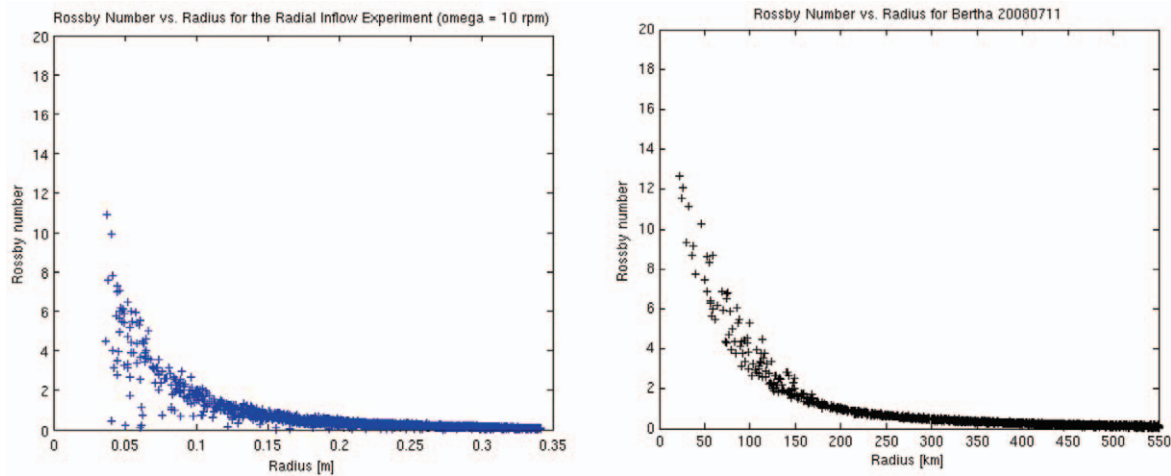 Rossby Number vs. Radius for the Radial Inflow Experiment (omega = 10 rpm)
20
18
16
14
12
10
8
6
4
2
0
Rossby number
0 0.05 0.1 0.15 0.2 0.25 0.3 0.35
Radius [m]
Rossby Number vs. Radius for Bertha 20080711
20
18
16
14
12
10
8
6
4
2
0
Rossby number
0 50 100 150 200 250 300 350 400 450 500 550
Radius [km]